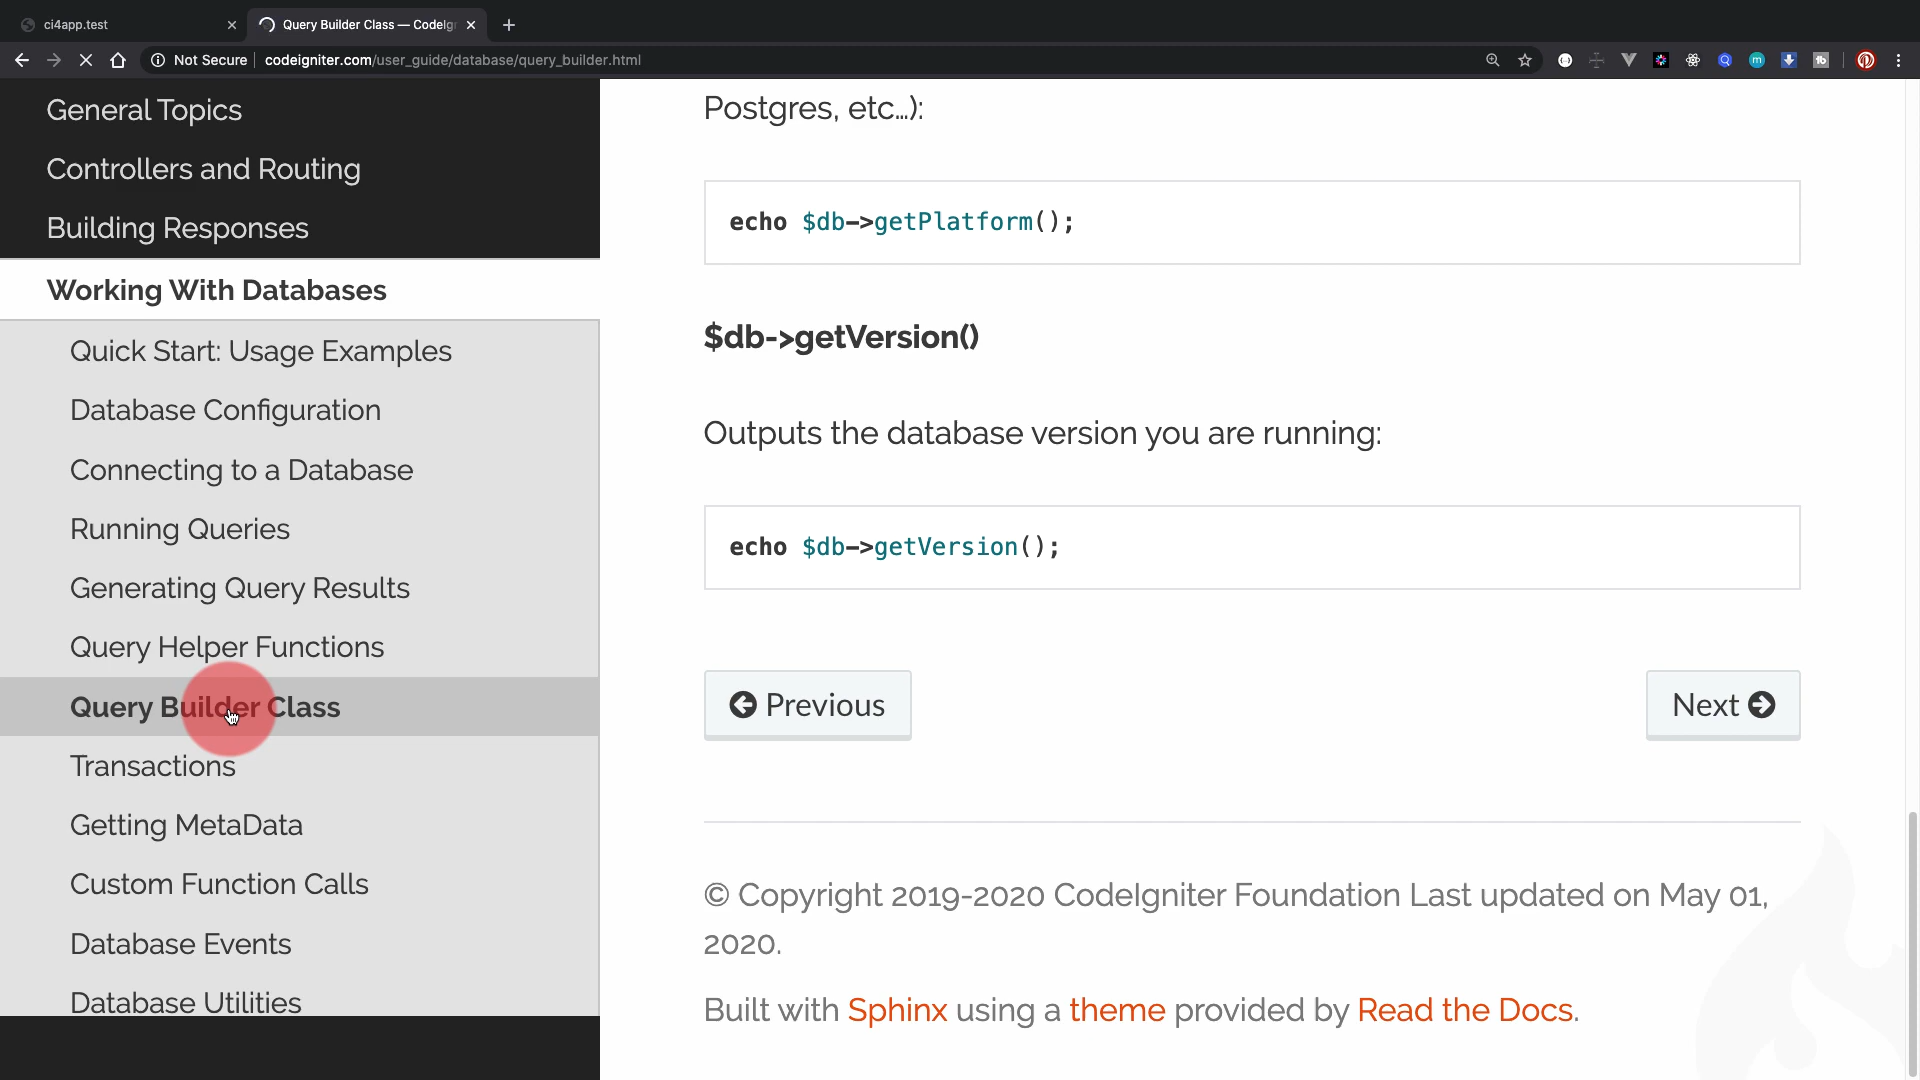 ci4app.test
Query Builder Class — CodeIgn
Not Secure
codeigniter.com/user_guide/database/query_builder.html
General Topics
Controllers and Routing
Building Responses
Working With Databases
Quick Start: Usage Examples
Database Configuration
Connecting to a Database
Running Queries
Generating Query Results
Query Helper Functions
Query Builder Class
Transactions
Getting MetaData
Custom Function Calls
Database Events
Database Utilities
Postgres, etc…):
echo $db->getPlatform();
$db->getVersion()
Outputs the database version you are running:
echo $db->getVersion();
Previous
Next
© Copyright 2019-2020 CodeIgniter Foundation Last updated on May 01,
2020.
Built with Sphinx using a theme provided by Read the Docs.